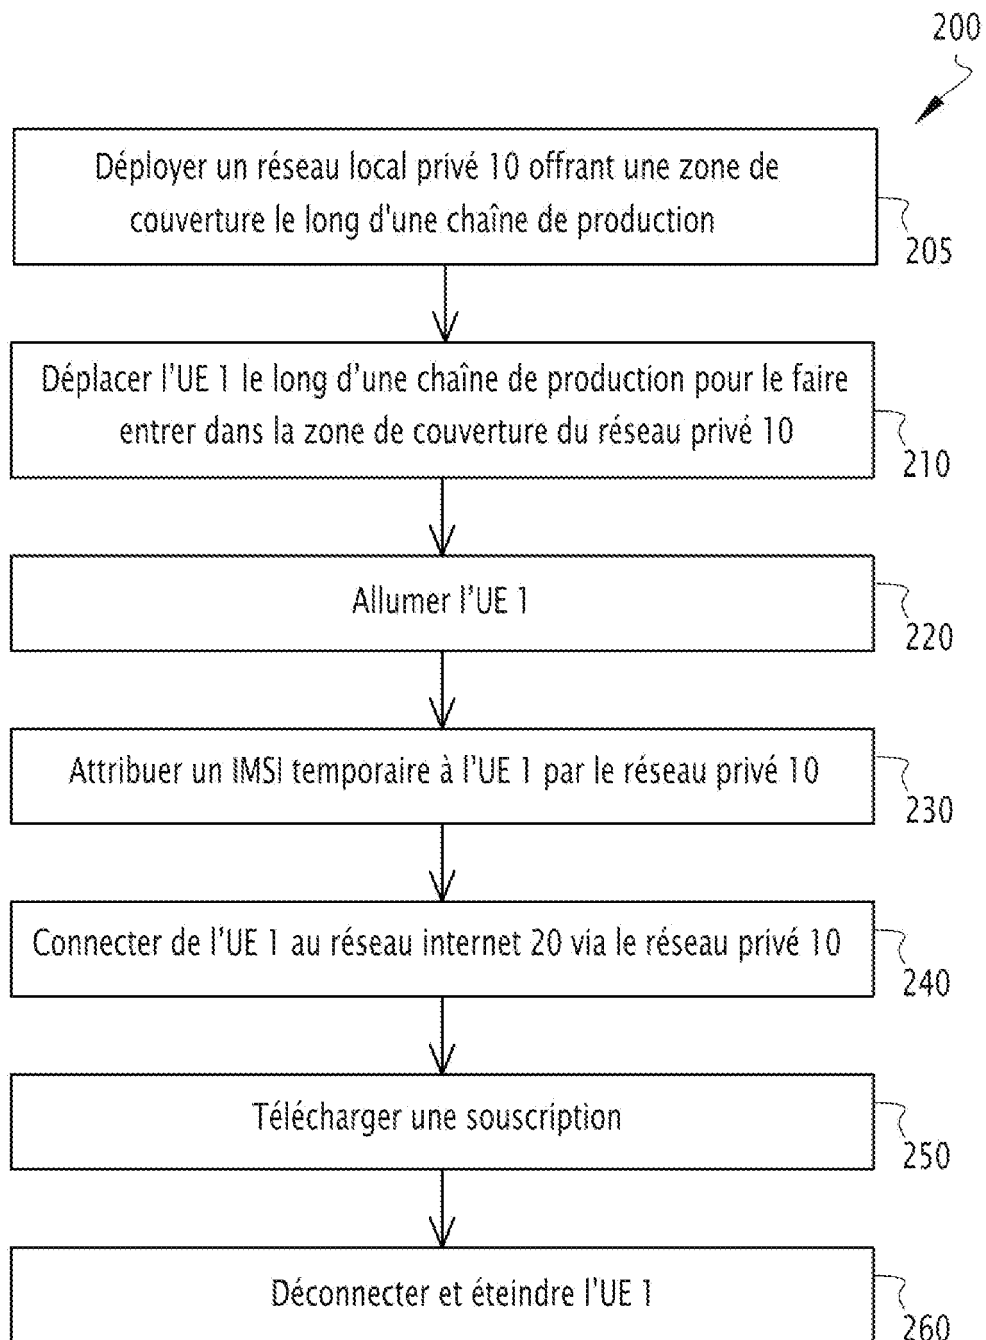 200
Déployer un réseau local privé 10 offrant une zone de
couverture le long d'une chaîne de production
205
Déplacer l'UE 1 le long d'une chaîne de production pour le faire
entrer dans la zone de couverture du réseau privé 10
210
Allumer l'UE 1
220
Attribuer un IMSI temporaire à l'UE 1 par le réseau privé 10
230
Connecter de l'UE 1 au réseau internet 20 via le réseau privé 10
240
Télécharger une souscription
250
Déconnecter et éteindre l'UE 1
260